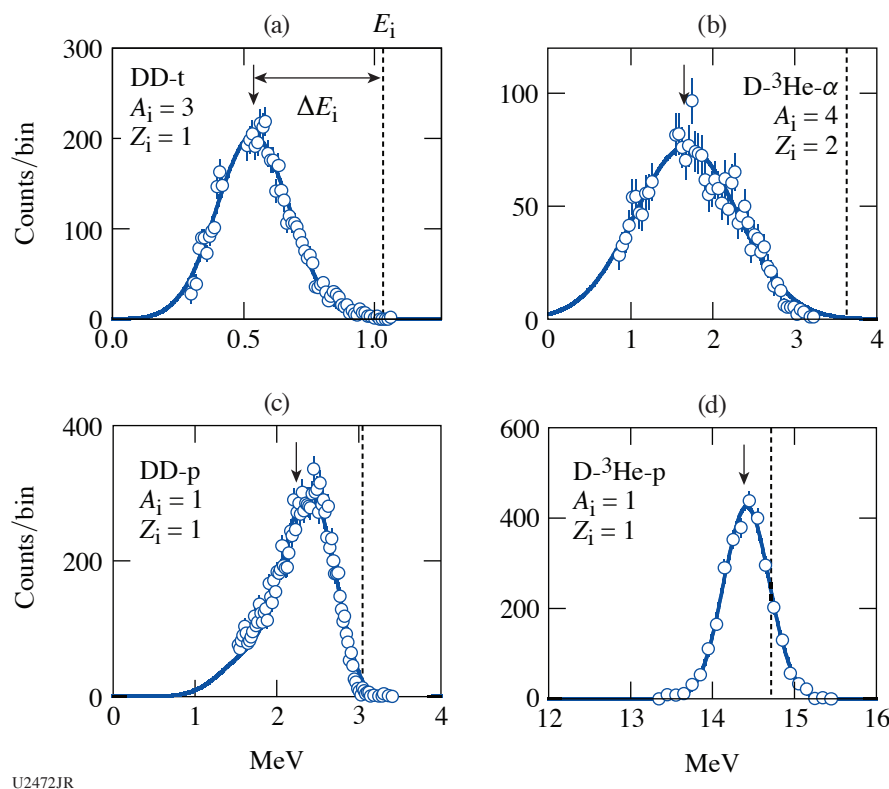 (a)
E_i
300
200
100
0
Counts/bin
DD-t
A_i = 3
Z_i = 1
ΔE_i
0.0 0.5 1.0
(b)
100
50
0
D-³He-α
A_i = 4
Z_i = 2
0 1 2 3 4
(c)
400
200
0
Counts/bin
DD-p
A_i = 1
Z_i = 1
0 1 2 3 4
MeV
(d)
600
400
200
0
D-³He-p
A_i = 1
Z_i = 1
12 13 14 15 16
MeV
U2472JR